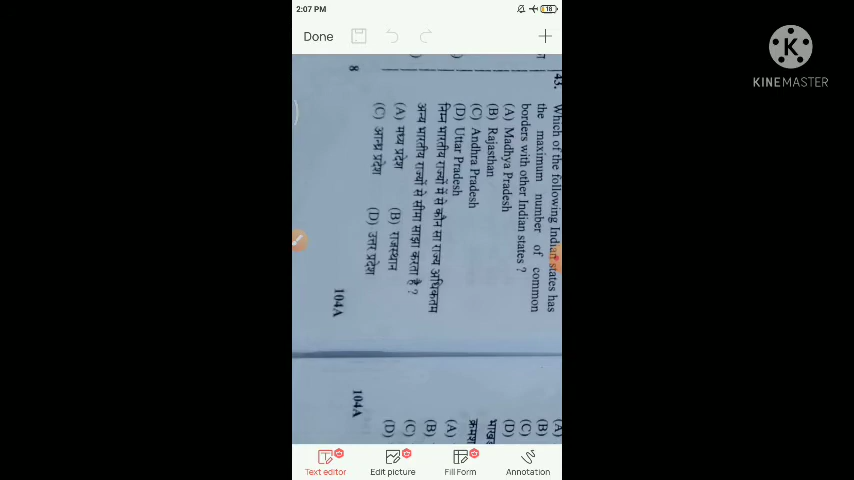 2:07 PM
18
Done
K
KINEMASTER
43. Which of the following Indian states has
the maximum number of common
borders with other Indian states ?
(A) Madhya Pradesh
(B) Rajasthan
(C) Andhra Pradesh
(D) Uttar Pradesh
निम्न भारतीय राज्यों में से कौन सा राज्य अधिकतम
अन्य भारतीय राज्यों से सीमा साझा करता है ?
(A) मध्य प्रदेश (B) राजस्थान
(C) आन्ध्र प्रदेश (D) उत्तर प्रदेश
8
104A
(A)
(B)
(C)
(D)
(A)
(B)
(C)
(D)
104A
Text editor
Edit picture
Fill Form
Annotation